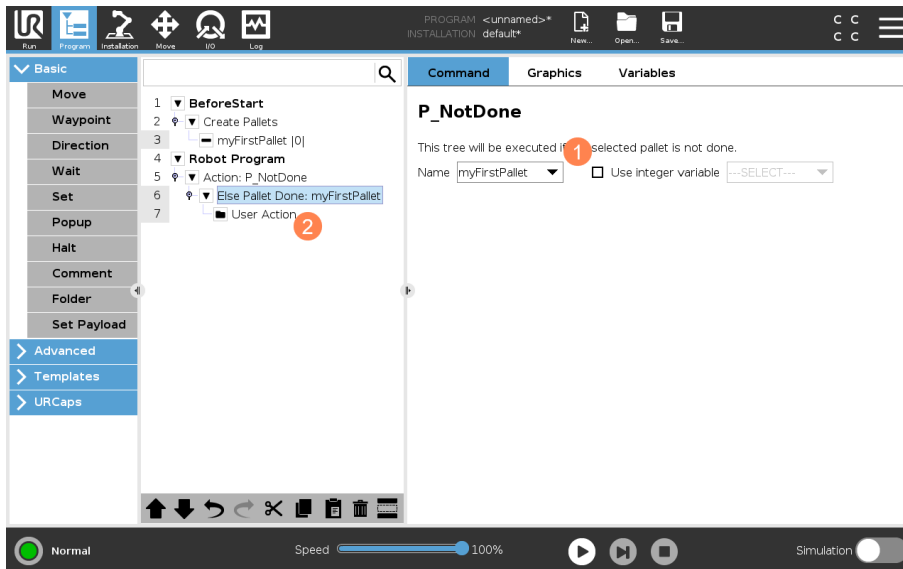 UR
PROGRAM <unnamed>*
INSTALLATION default*
C C
C C
Run Program Installation Move I/O Log New... Open... Save...
Basic
Command Graphics Variables
Move
Waypoint
Direction
Wait
Set
Popup
Halt
Comment
Folder
Set Payload
Advanced
Templates
URCaps
1 BeforeStart
2 Create Pallets
3 myFirstPallet |0|
4 Robot Program
5 Action: P_NotDone
6 Else Pallet Done: myFirstPallet
7 User Action
2
P_NotDone
This tree will be executed if selected pallet is not done.
1
Name myFirstPallet Use integer variable ---SELECT---
Normal Speed 100% Simulation